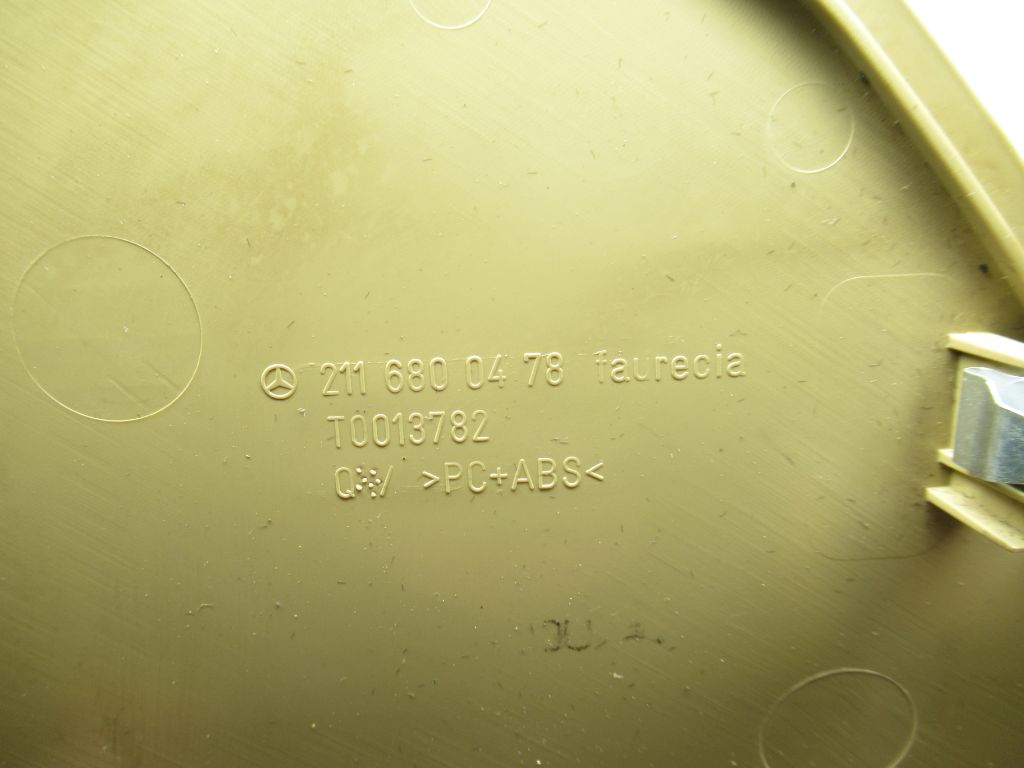 211 680 04 78 faurecia
T0013782
Q / >PC+ABS<